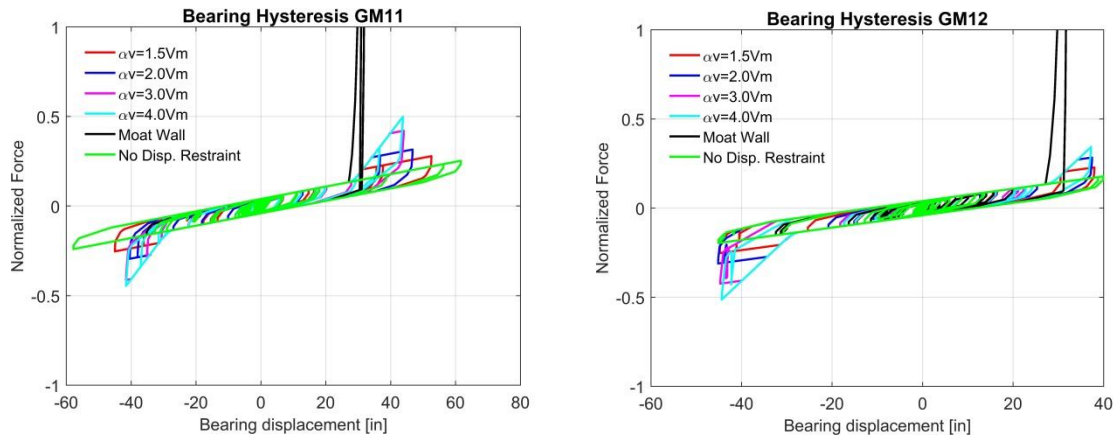 Bearing Hysteresis GM11
Normalized Force
1
0.5
0
-0.5
-1
αv=1.5Vm
αv=2.0Vm
αv=3.0Vm
αv=4.0Vm
Moat Wall
No Disp. Restraint
-60 -40 -20 0 20 40 60 80
Bearing displacement [in]
Bearing Hysteresis GM12
Normalized Force
1
0.5
0
-0.5
-1
αv=1.5Vm
αv=2.0Vm
αv=3.0Vm
αv=4.0Vm
Moat Wall
No Disp. Restraint
-60 -40 -20 0 20 40
Bearing displacement [in]